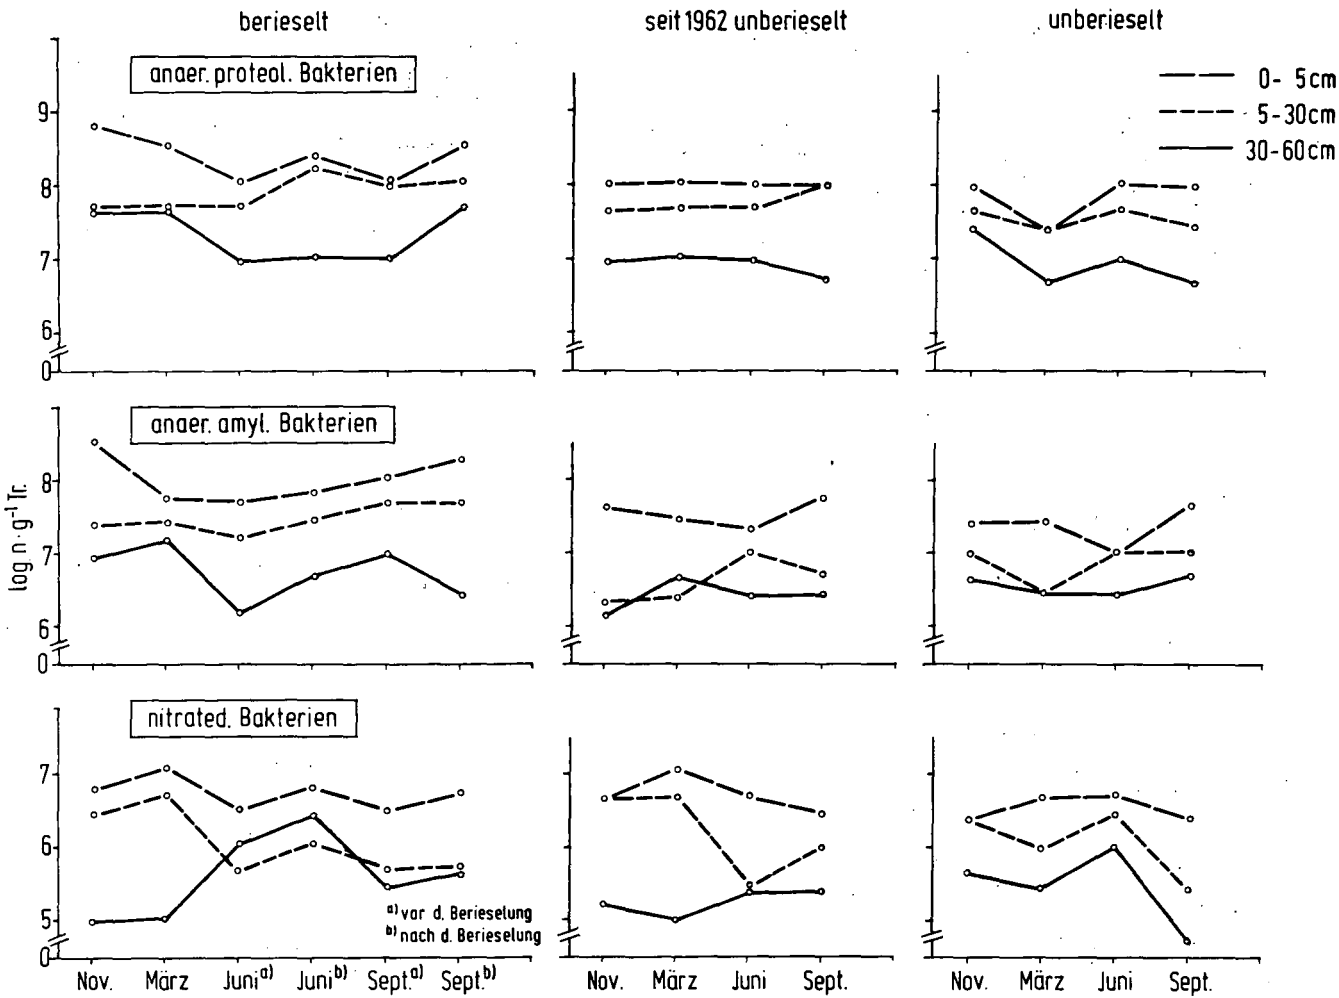 berieselt
seit 1962 unberieselt
unberieselt
anaer. proteol. Bakterien
0- 5cm
5-30cm
30-60cm
9
8
7
6
0
anaer. amyl. Bakterien
8
7
6
0
log n · g⁻¹ Tr.
nitrated. Bakterien
7
6
5
0
a) vor d. Berieselung
b) nach d. Berieselung
Nov. März Juni a) Juni b) Sept. a) Sept. b)
Nov. März Juni Sept.
Nov. März Juni Sept.